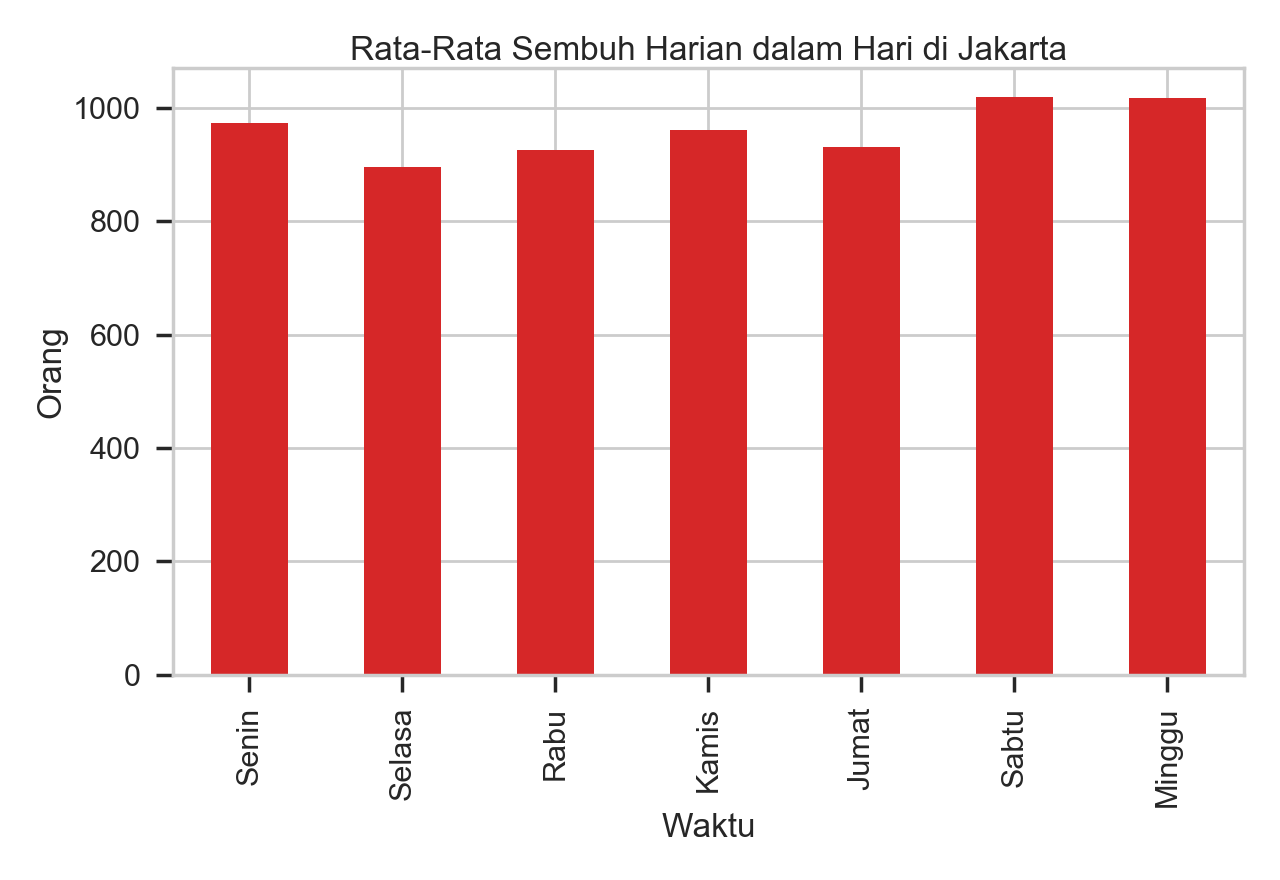 Rata-Rata Sembuh Harian dalam Hari di Jakarta
1000
800
600
400
200
0
Orang
Senin
Selasa
Rabu
Kamis
Jumat
Sabtu
Minggu
Waktu